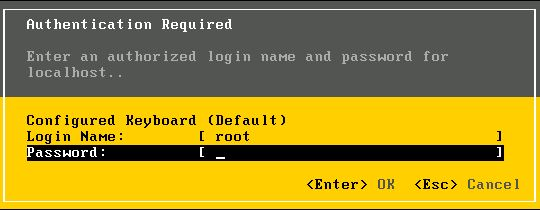 Authentication Required
Enter an authorized login name and password for
localhost..
Configured Keyboard (Default)
Login Name: [ root ]
Password: [ _ ]
<Enter> OK <Esc> Cancel